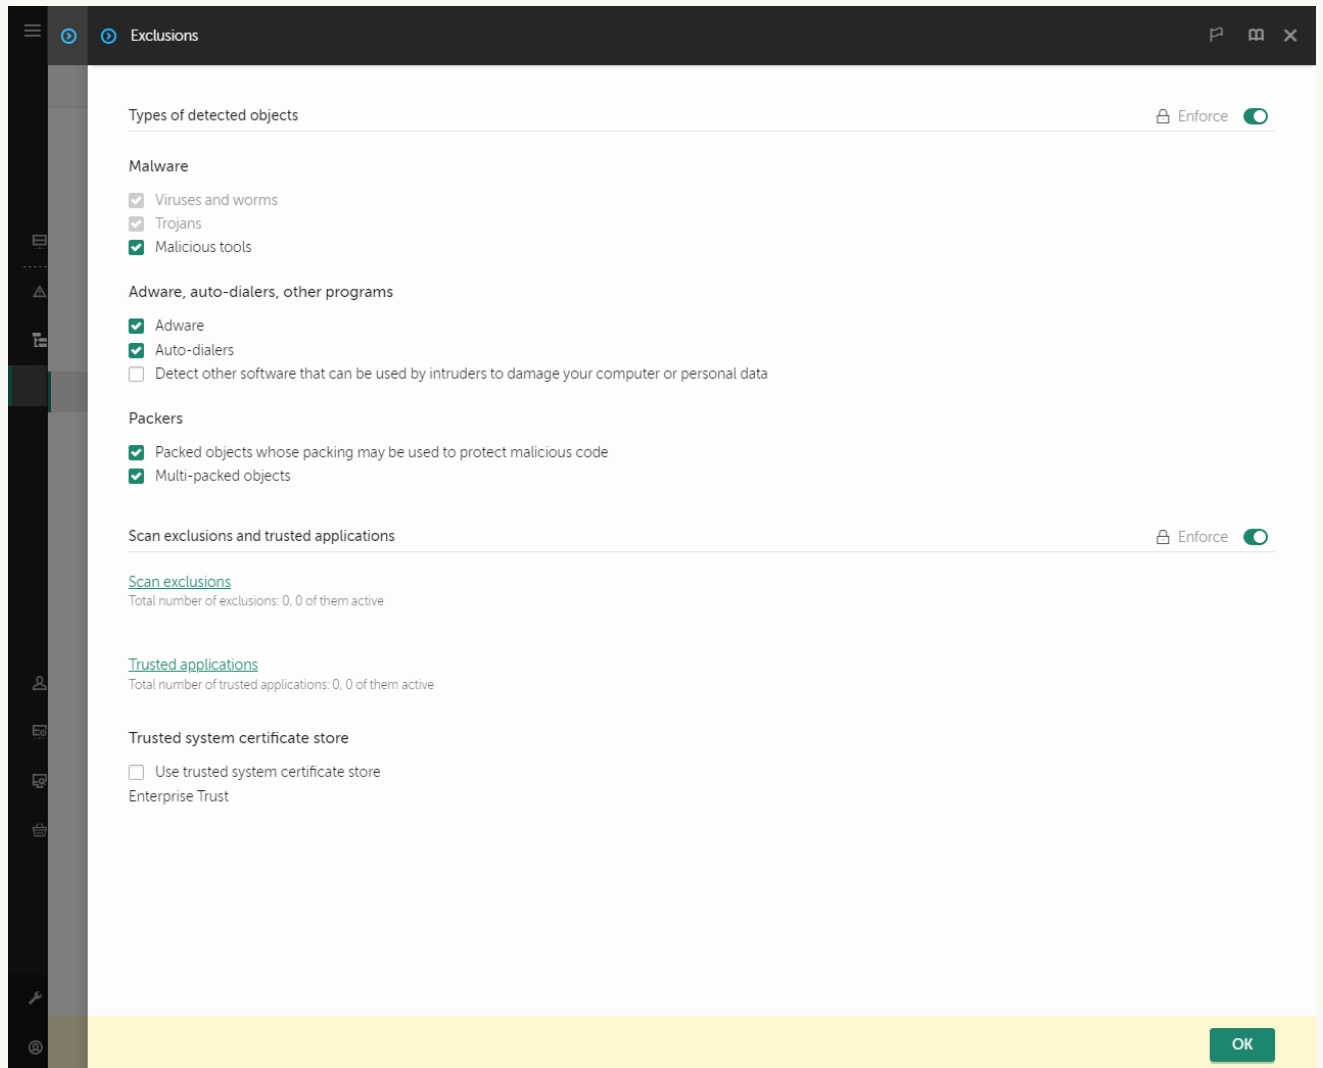 Exclusions
Types of detected objects
Enforce
Malware
Viruses and worms
Trojans
Malicious tools
Adware, auto-dialers, other programs
Adware
Auto-dialers
Detect other software that can be used by intruders to damage your computer or personal data
Packers
Packed objects whose packing may be used to protect malicious code
Multi-packed objects
Scan exclusions and trusted applications
Enforce
Scan exclusions
Total number of exclusions: 0, 0 of them active
Trusted applications
Total number of trusted applications: 0, 0 of them active
Trusted system certificate store
Use trusted system certificate store
Enterprise Trust
OK